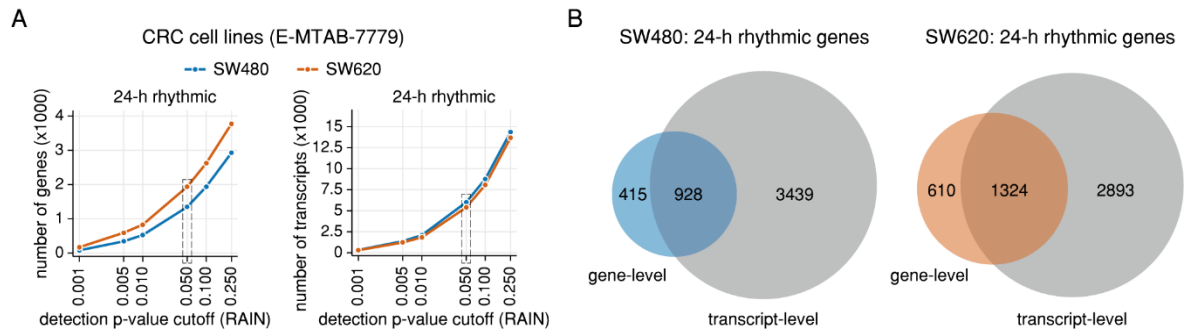 A
CRC cell lines (E-MTAB-7779)
SW480 SW620
24-h rhythmic
number of genes (x1000)
4
3
2
1
0
0.001 0.005 0.010 0.050 0.100 0.250
detection p-value cutoff (RAIN)
24-h rhythmic
number of transcripts (x1000)
15
12.5
10
7.5
5
2.5
0
0.001 0.005 0.010 0.050 0.100 0.250
detection p-value cutoff (RAIN)
B
SW480: 24-h rhythmic genes
415 928 3439
gene-level
transcript-level
SW620: 24-h rhythmic genes
610 1324 2893
gene-level
transcript-level